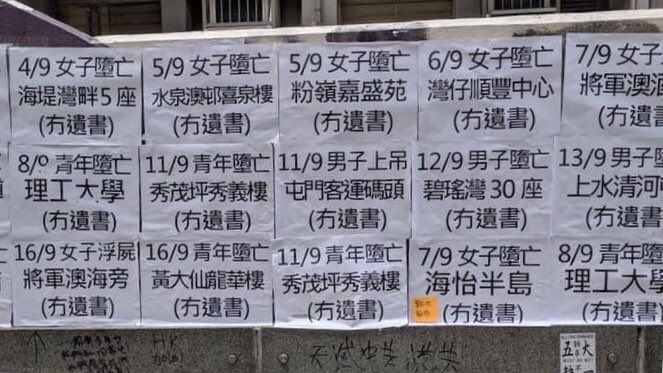 4/9 女子墮亡
海堤灣畔5座
(冇遺書)
5/9 女子墮亡
水泉澳邨喜泉樓
(冇遺書)
5/9 女子墮亡
粉嶺嘉盛苑
(冇遺書)
6/9 女子墮亡
灣仔順豐中心
(冇遺書)
7/9 女子
將軍澳
(冇遺書
8/9 青年墮亡
理工大學
(冇遺書)
11/9 青年墮亡
秀茂坪秀義樓
(冇遺書)
11/9 男子上吊
屯門客運碼頭
(冇遺書)
12/9 男子墮亡
碧瑤灣30座
(冇遺書)
13/9 男子
上水清河
(冇遺書
16/9 女子浮屍
將軍澳海旁
(冇遺書)
16/9 青年墮亡
黃大仙龍華樓
(冇遺書)
11/9 青年墮亡
秀茂坪秀義樓
(冇遺書)
7/9 女子墮亡
海怡半島
(冇遺書)
8/9 青年墮
理工大學
(冇遺書
天滅中共
HK
五大